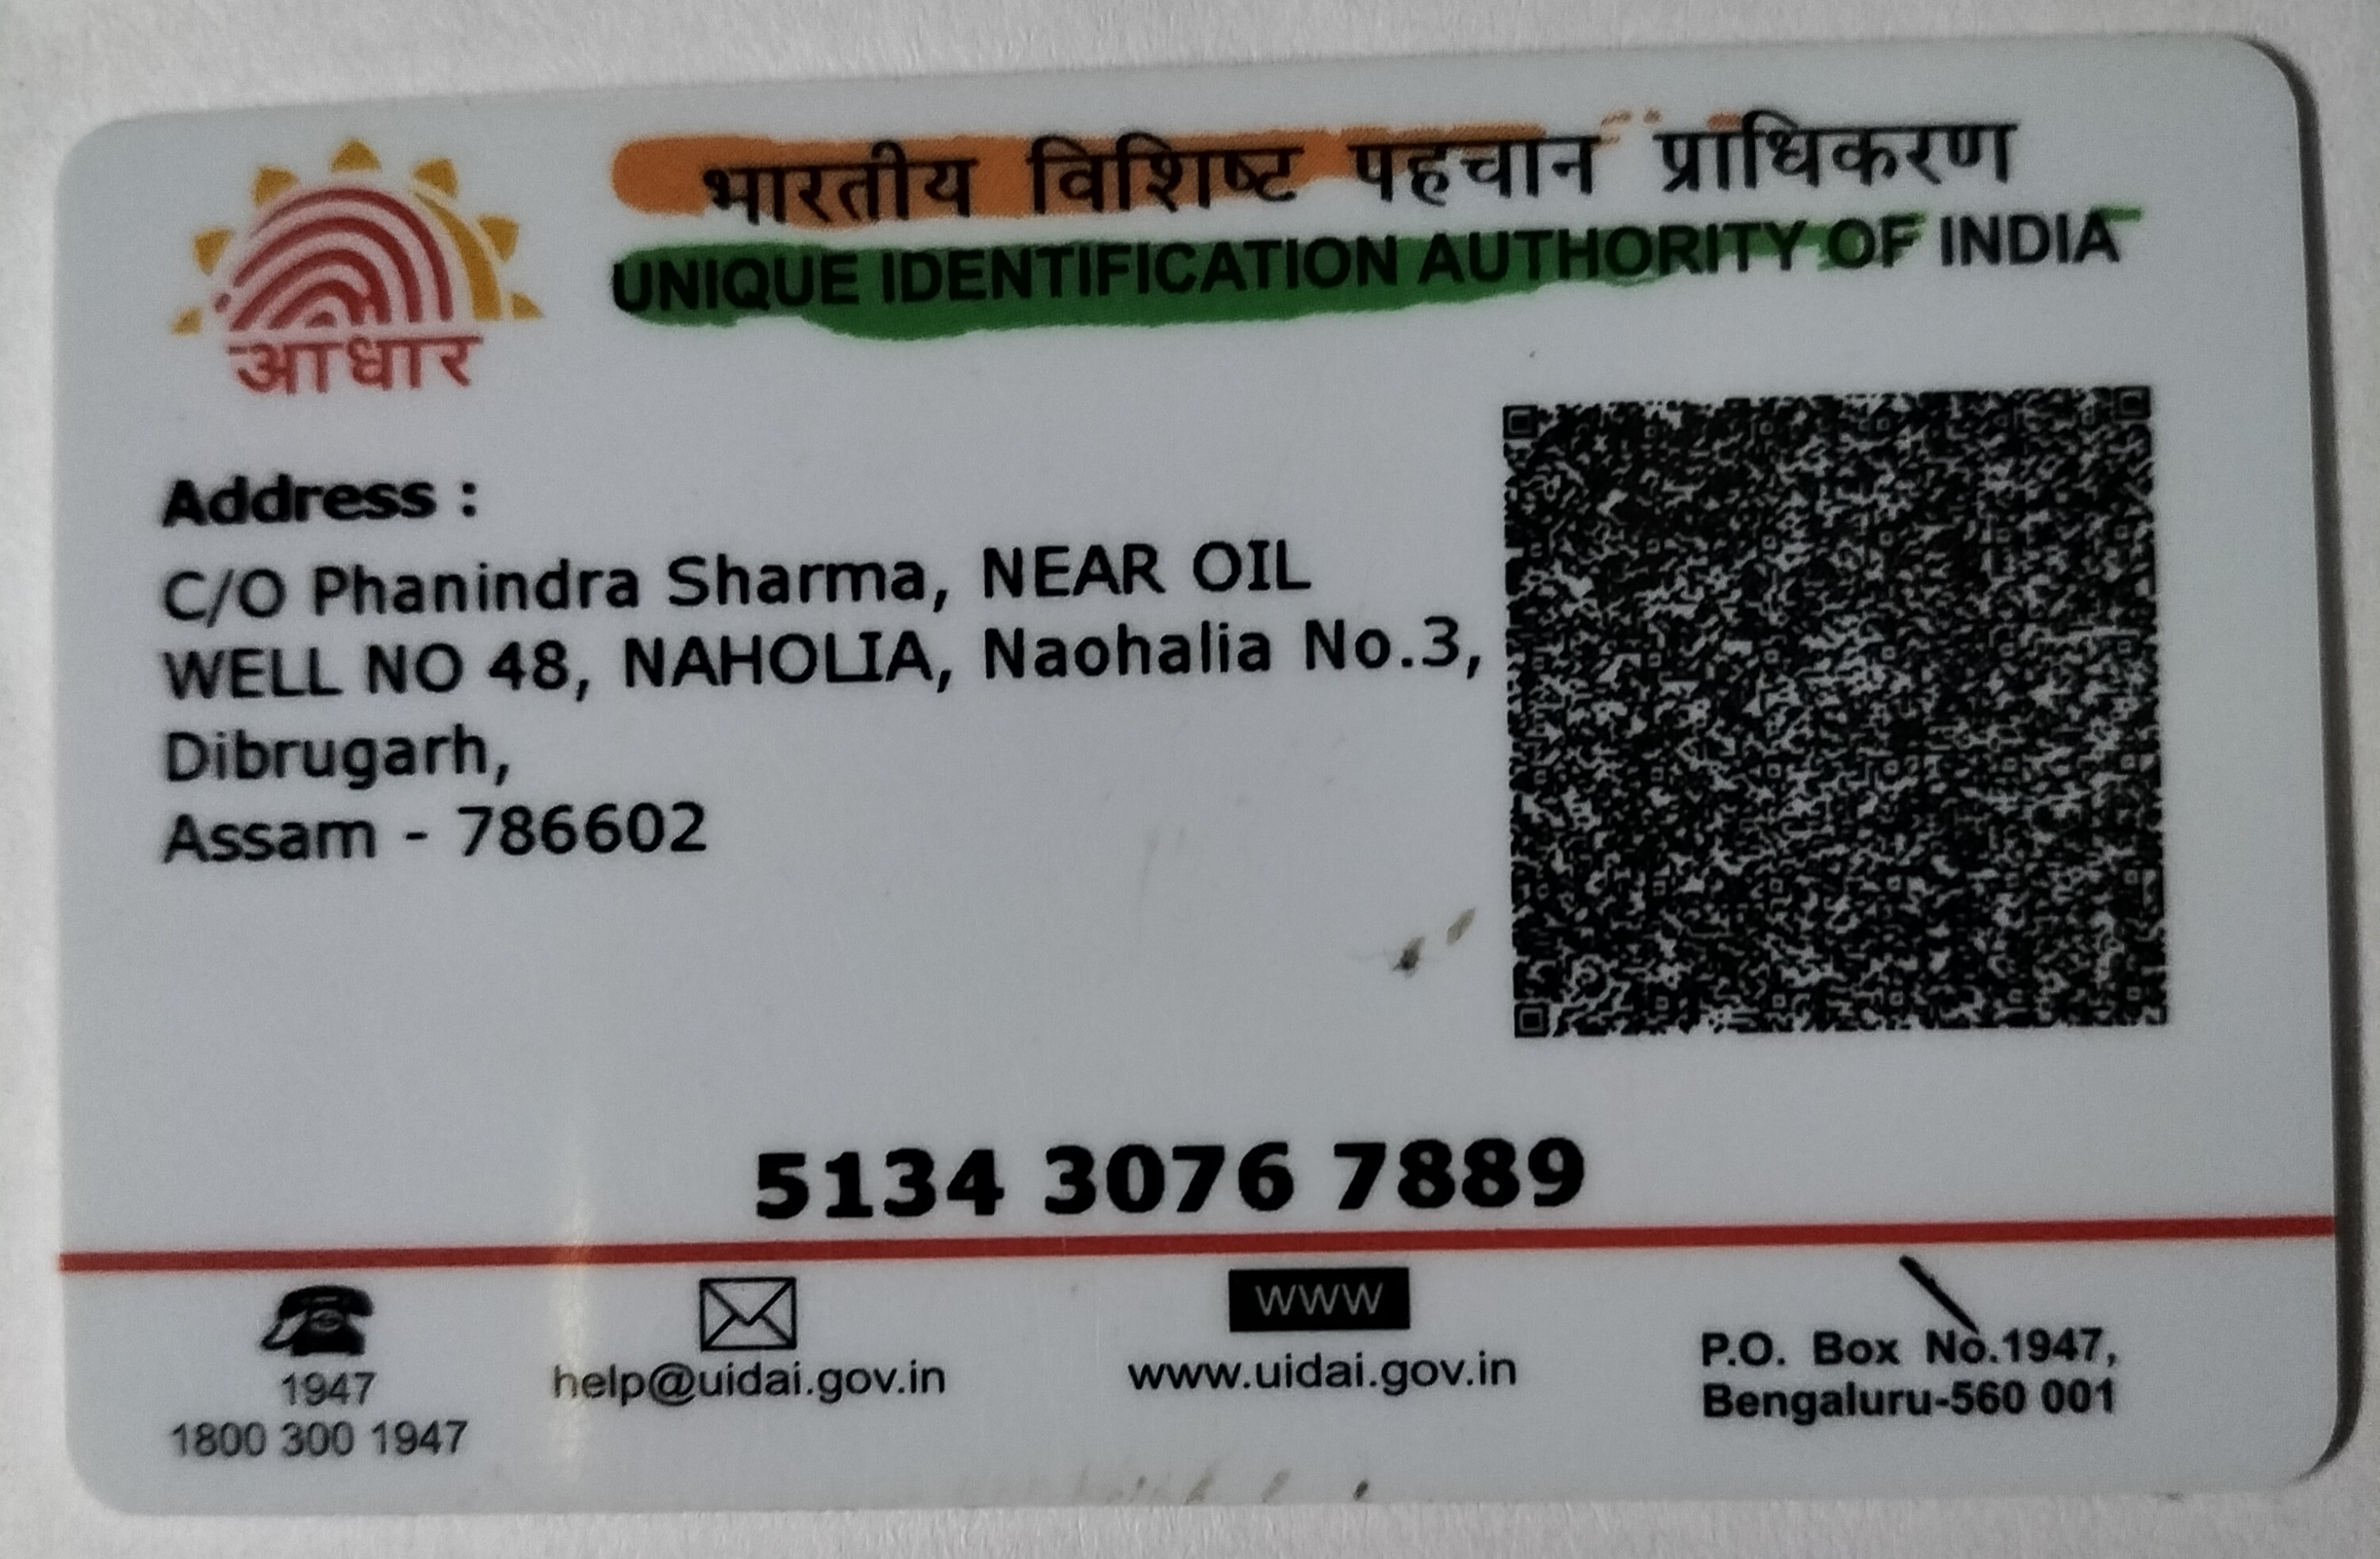 भारतीय विशिष्ट पहचान प्राधिकरण
UNIQUE IDENTIFICATION AUTHORITY OF INDIA
आधार
Address :
C/O Phanindra Sharma, NEAR OIL
WELL NO 48, NAHOLIA, Naohalia No.3,
Dibrugarh,
Assam - 786602
5134 3076 7889
1947
1800 300 1947
help@uidai.gov.in
WWW
www.uidai.gov.in
P.O. Box No.1947,
Bengaluru-560 001